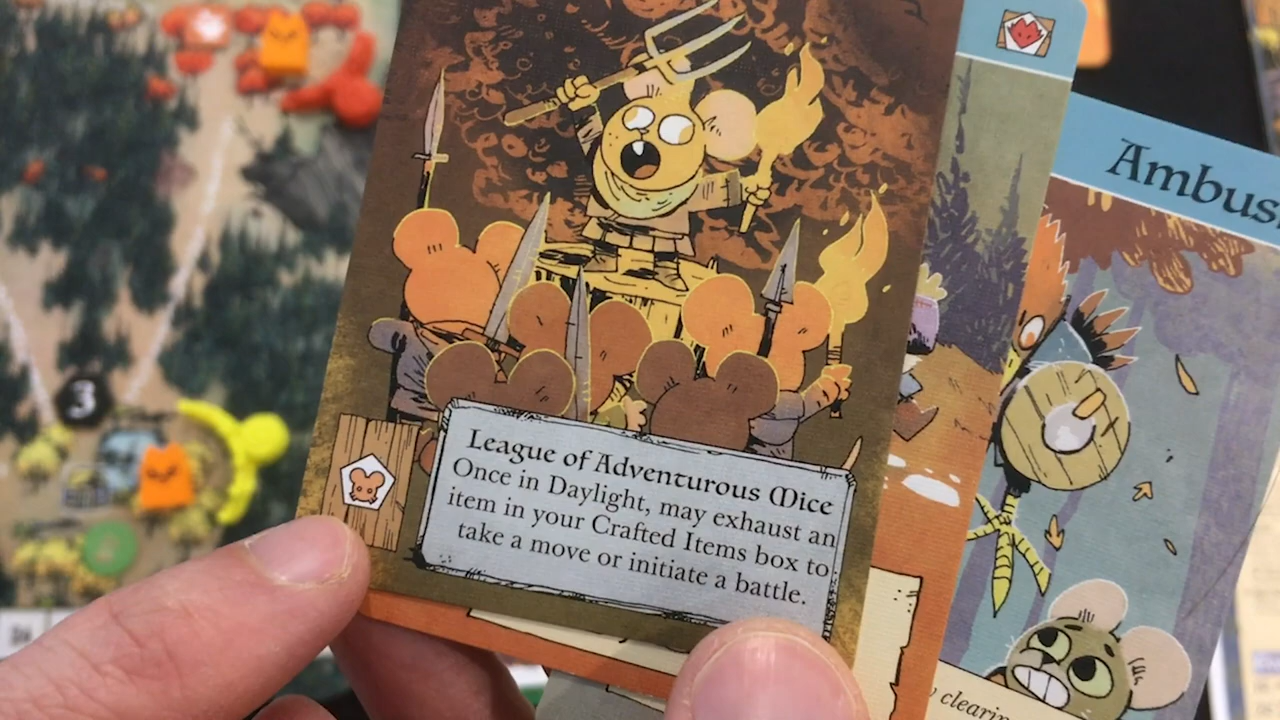 Ambus
League of Adventurous Mice
Once in Daylight, may exhaust an
item in your Crafted Items box to
take a move or initiate a battle.
clearing
3